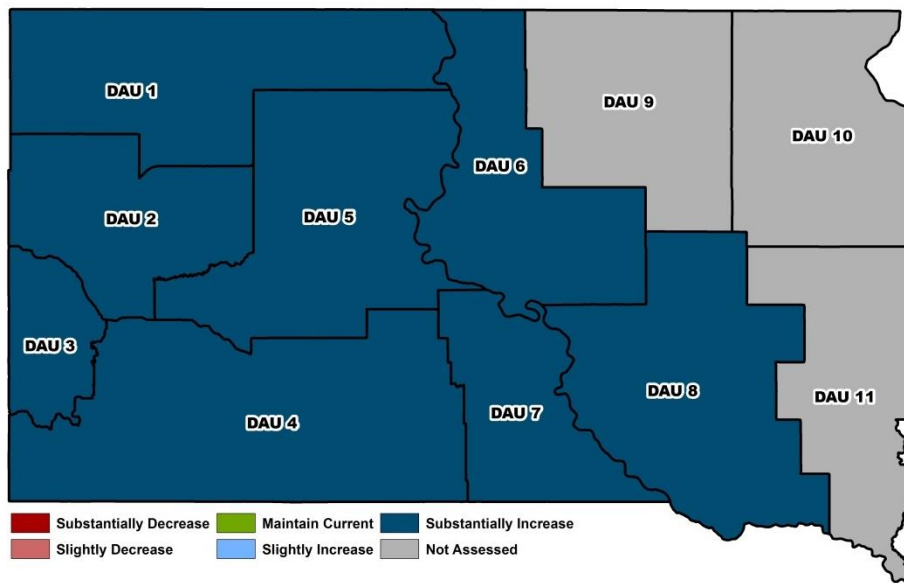 DAU 1
DAU 9
DAU 10
DAU 6
DAU 2
DAU 5
DAU 3
DAU 8
DAU 11
DAU 7
DAU 4
Substantially Decrease
Maintain Current
Substantially Increase
Slightly Decrease
Slightly Increase
Not Assessed